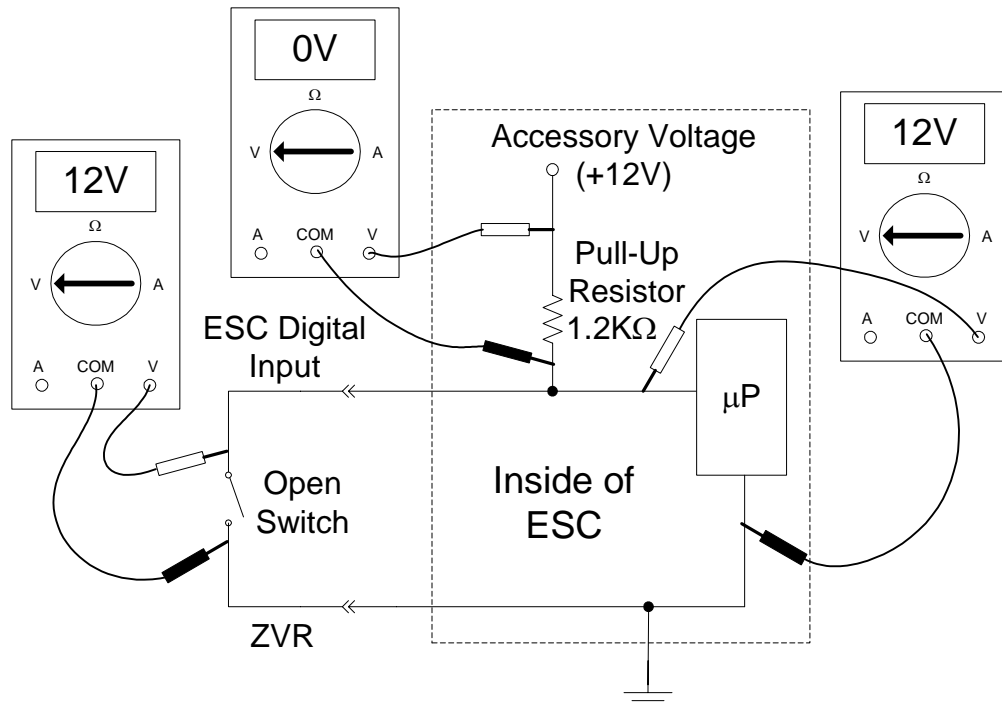 0V
Ω
V
A
A
COM
V
12V
Ω
V
A
A
COM
V
12V
Ω
V
A
A
COM
V
Accessory Voltage
(+12V)
Pull-Up
Resistor
1.2KΩ
ESC Digital
Input
μP
Open
Switch
Inside of
ESC
ZVR